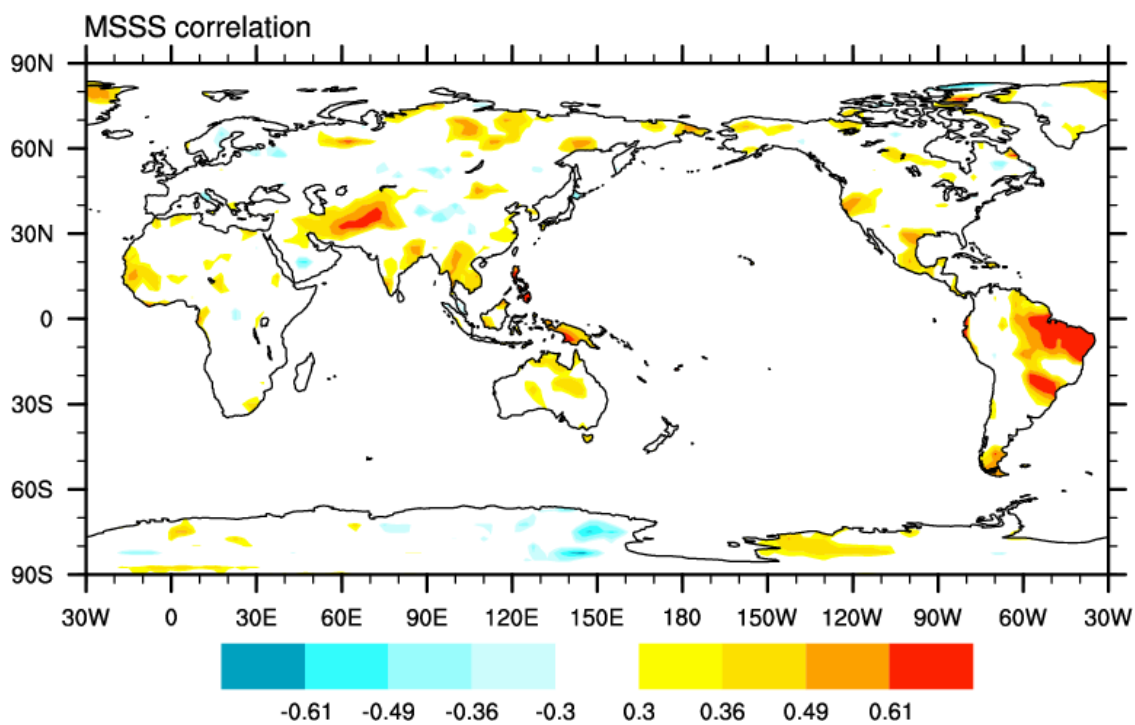 MSSS correlation
90N
60N
30N
0
30S
60S
90S
30W 0 30E 60E 90E 120E 150E 180 150W 120W 90W 60W 30W
-0.61 -0.49 -0.36 -0.3 0.3 0.36 0.49 0.61